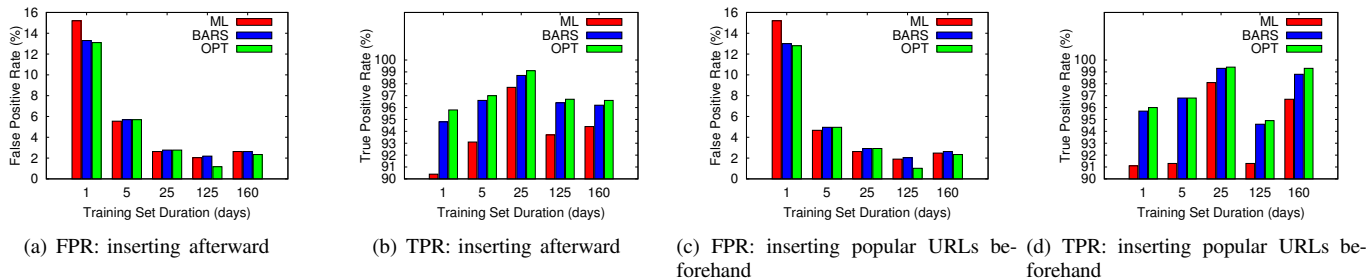 False Positive Rate (%)
16
14
12
10
8
6
4
2
0
ML
BARS
OPT
1 5 25 125 160
Training Set Duration (days)
(a) FPR: inserting afterward
True Positive Rate (%)
100
99
98
97
96
95
94
93
92
91
90
ML
BARS
OPT
1 5 25 125 160
Training Set Duration (days)
(b) TPR: inserting afterward
False Positive Rate (%)
16
14
12
10
8
6
4
2
0
ML
BARS
OPT
1 5 25 125 160
Training Set Duration (days)
(c) FPR: inserting popular URLs be-
forehand
True Positive Rate (%)
100
99
98
97
96
95
94
93
92
91
90
ML
BARS
OPT
1 5 25 125 160
Training Set Duration (days)
(d) TPR: inserting popular URLs be-
forehand